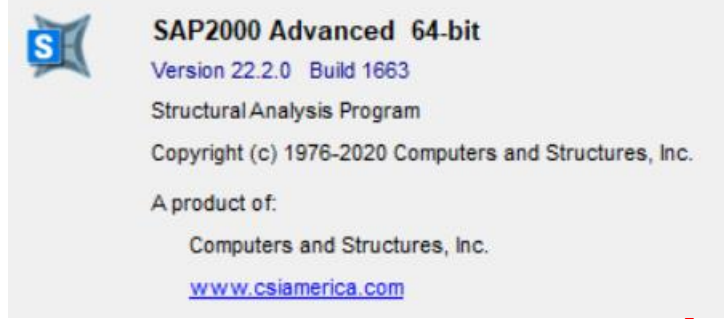 S
SAP2000 Advanced 64-bit
Version 22.2.0 Build 1663
Structural Analysis Program
Copyright (c) 1976-2020 Computers and Structures, Inc.
A product of:
Computers and Structures, Inc.
www.csiamerica.com